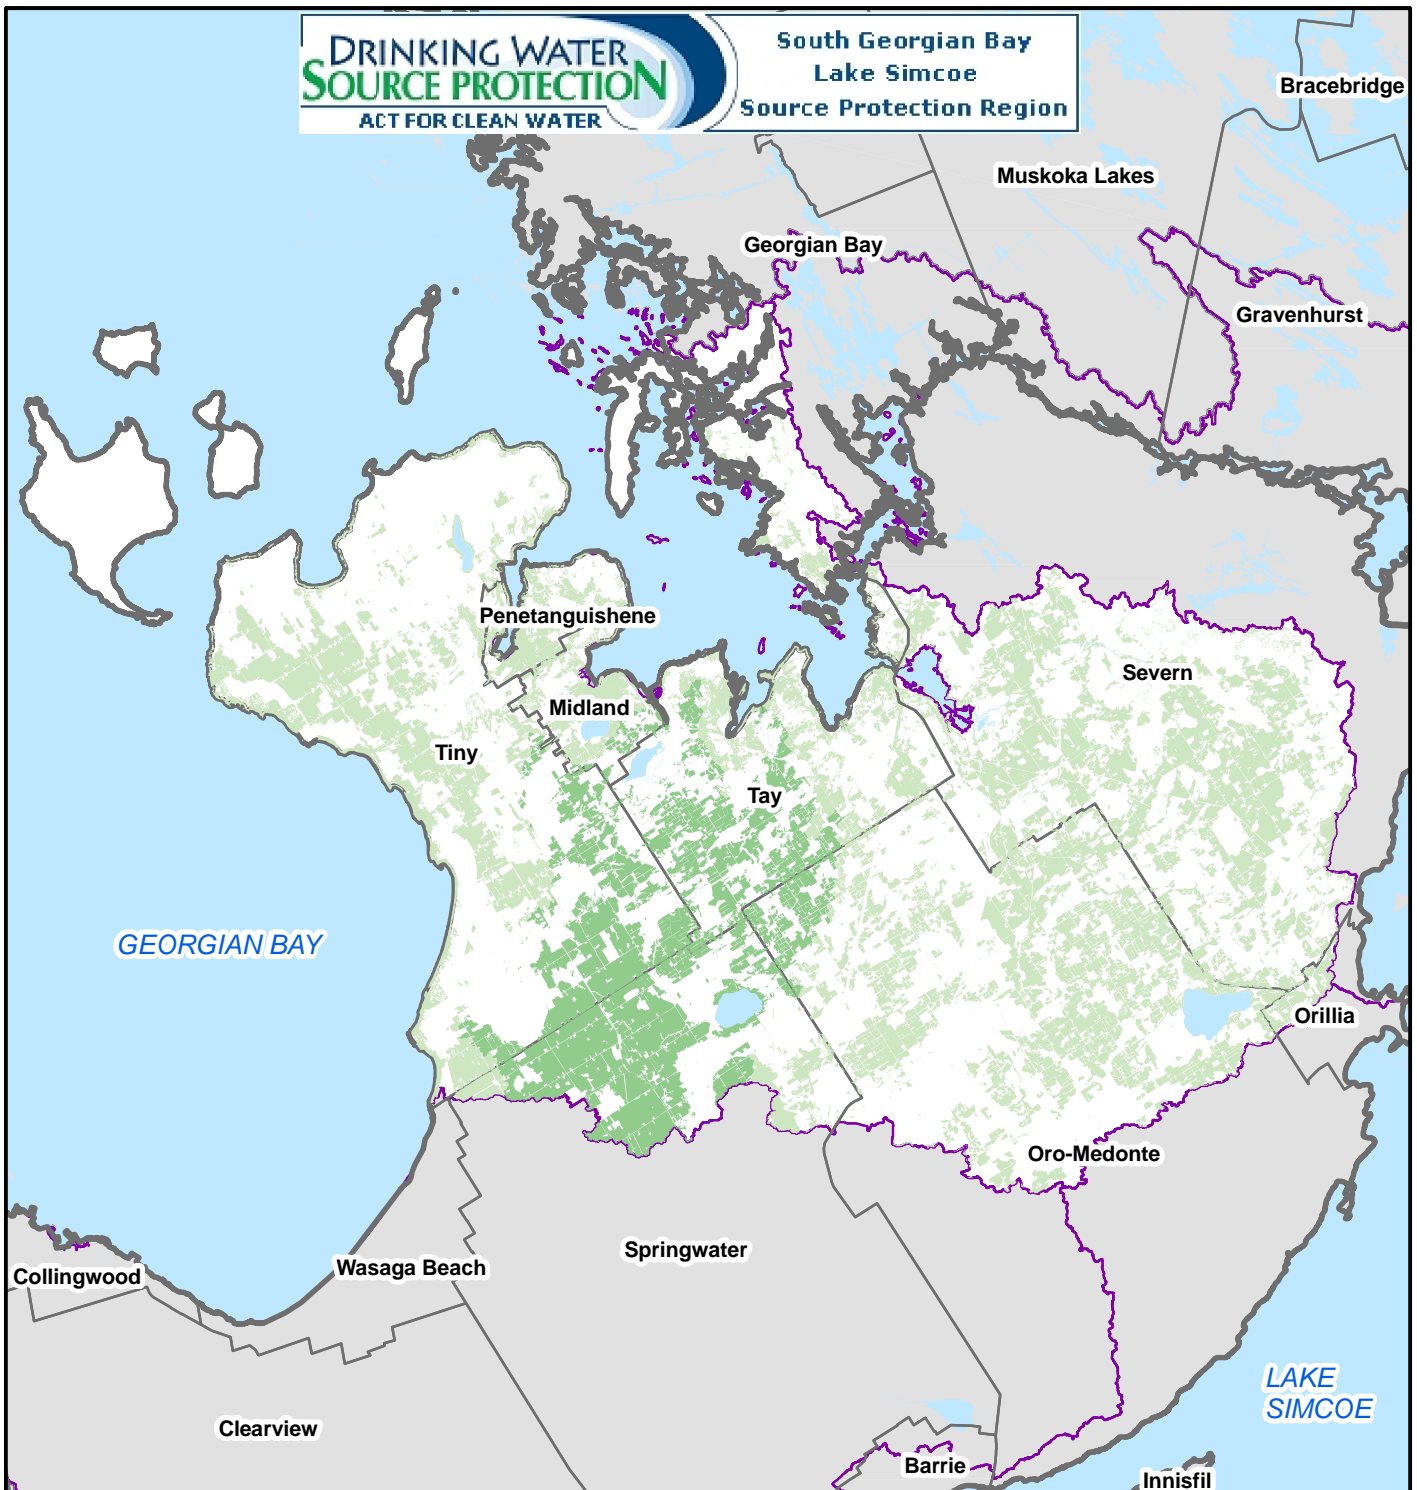 DRINKING WATER
SOURCE PROTECTION
ACT FOR CLEAN WATER
South Georgian Bay
Lake Simcoe
Source Protection Region
Bracebridge
Muskoka Lakes
Georgian Bay
Gravenhurst
Penetanguishene
Severn
Midland
Tiny
Tay
GEORGIAN BAY
Orillia
Oro-Medonte
Springwater
Wasaga Beach
Collingwood
LAKE
SIMCOE
Clearview
Barrie
Innisfil